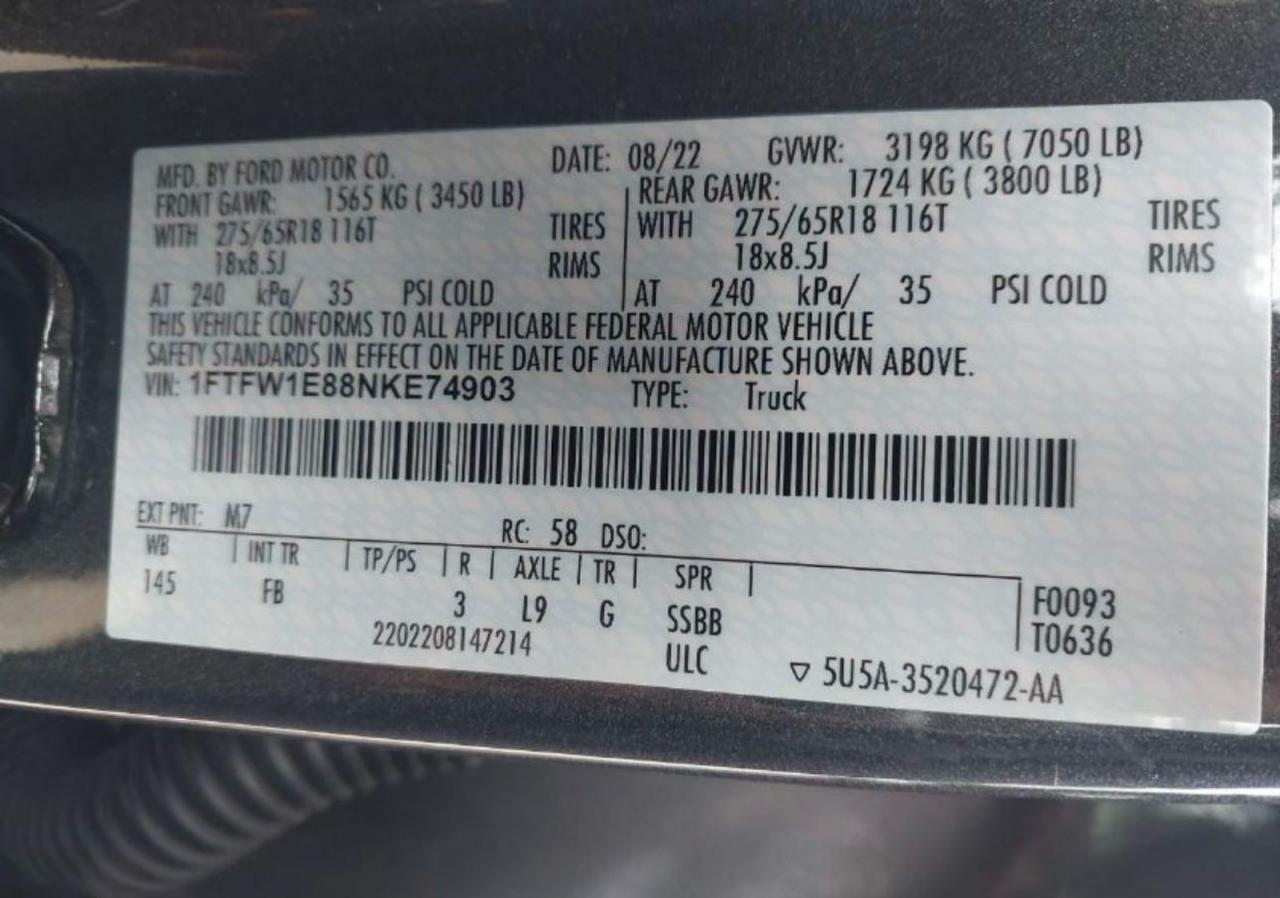 MFD. BY FORD MOTOR CO. DATE: 08/22 GVWR: 3198 KG ( 7050 LB)
FRONT GAWR: 1565 KG ( 3450 LB) REAR GAWR: 1724 KG ( 3800 LB)
WITH 275/65R18 116T TIRES WITH 275/65R18 116T TIRES
18x8.5J RIMS 18x8.5J RIMS
AT 240 kPa/ 35 PSI COLD AT 240 kPa/ 35 PSI COLD
THIS VEHICLE CONFORMS TO ALL APPLICABLE FEDERAL MOTOR VEHICLE
SAFETY STANDARDS IN EFFECT ON THE DATE OF MANUFACTURE SHOWN ABOVE.
VIN: 1FTFW1E88NKE74903 TYPE: Truck
EXT PNT: M7 RC: 58 DSO:
WB INT TR TP/PS R AXLE TR SPR
145 FB 3 L9 G SSBB F0093
2202208147214 ULC T0636
▽ 5U5A-3520472-AA